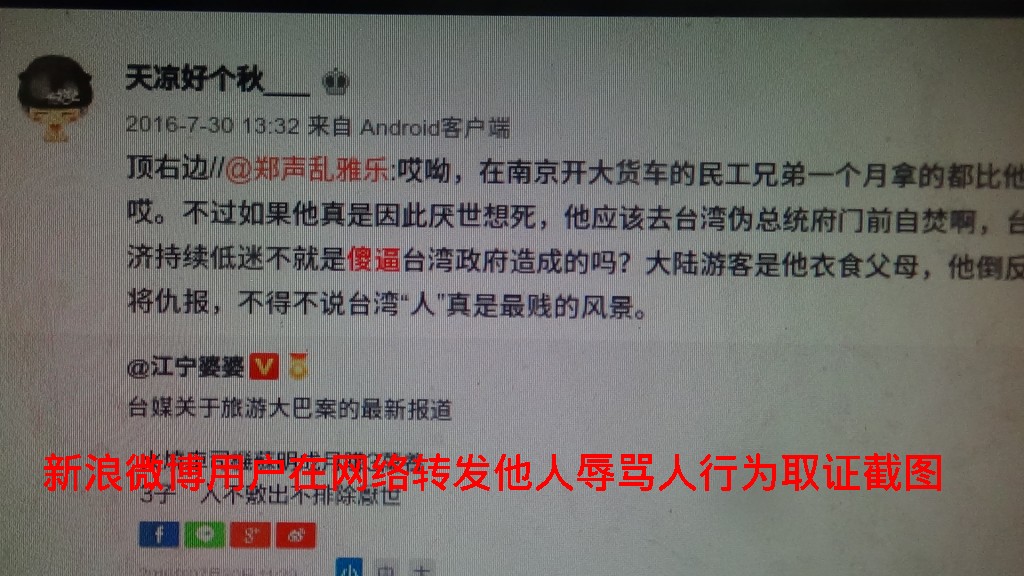 天凉好个秋___
2016-7-30 13:32 来自 Android客户端
顶右边//@郑声乱雅乐:哎呦，在南京开大货车的民工兄弟一个月拿的都比他
哎。不过如果他真是因此厌世想死，他应该去台湾伪总统府门前自焚啊，台
济持续低迷不就是傻逼台湾政府造成的吗？大陆游客是他衣食父母，他倒反
将仇报，不得不说台湾“人”真是最贱的风景。
@江宁婆婆 V
台媒关于旅游大巴案的最新报道
新浪微博用户在网络转发他人辱骂人行为取证截图
不排除厭世
f
LINE
g+
小 中 大